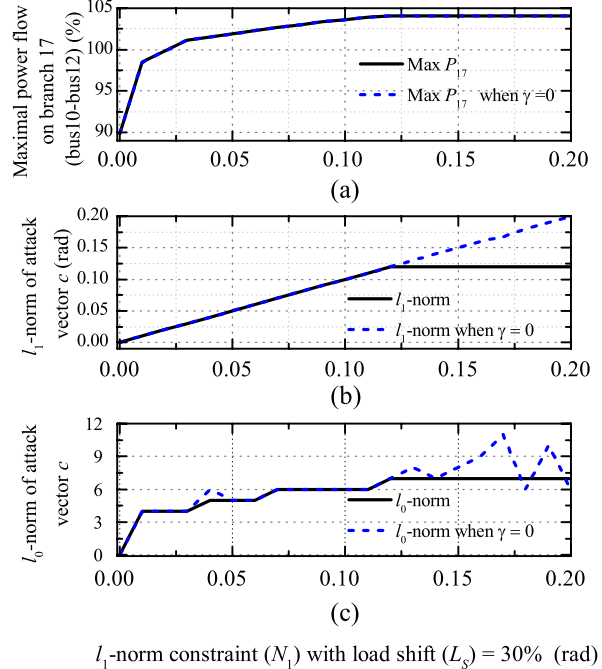 Maximal power flow
on branch 17
(bus10-bus12) (%)
105
100
95
90
Max P17
Max P17 when γ =0
0.00 0.05 0.10 0.15 0.20
(a)
l1-norm of attack
vector c (rad)
0.20
0.15
0.10
0.05
0.00
l1-norm
l1-norm when γ = 0
0.00 0.05 0.10 0.15 0.20
(b)
l0-norm of attack
vector c
12
9
6
3
0
l0-norm
l0-norm when γ = 0
0.00 0.05 0.10 0.15 0.20
(c)
l1-norm constraint (N1) with load shift (LS) = 30% (rad)